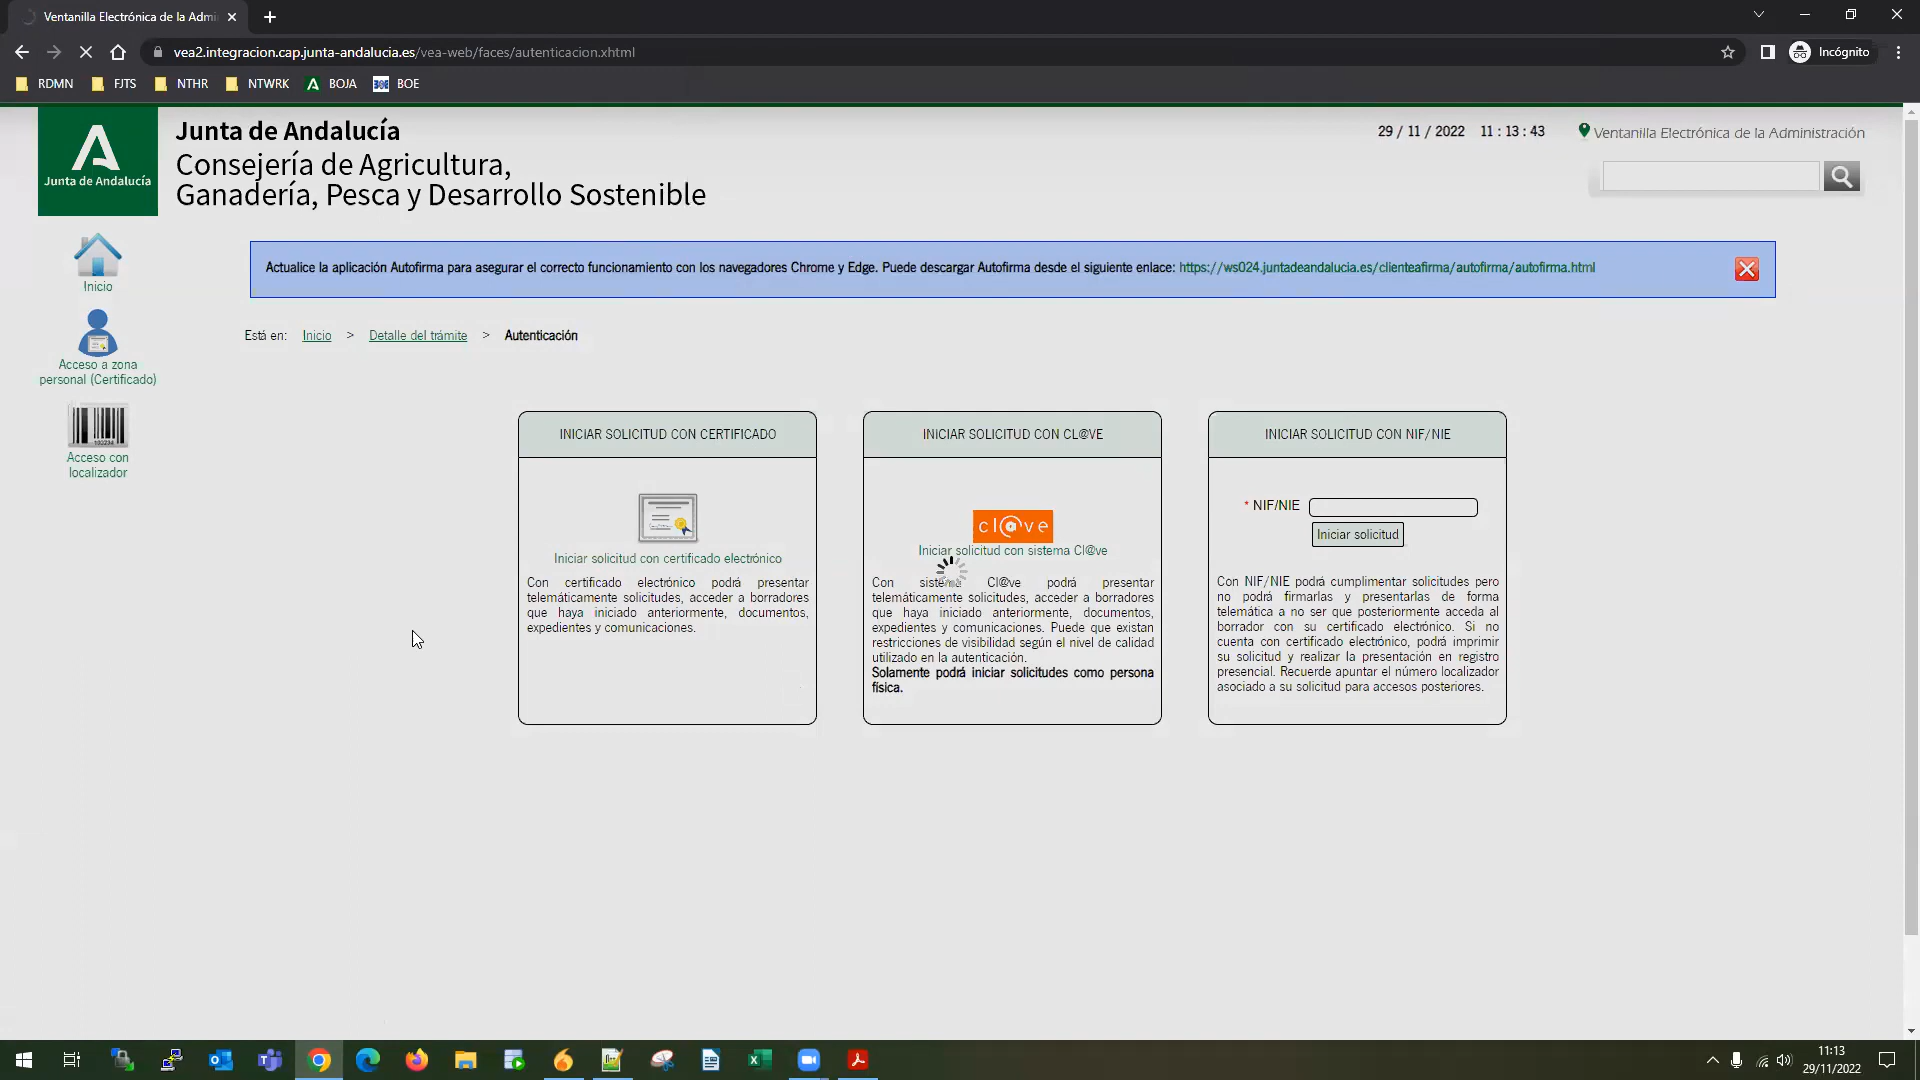 Ventanilla Electrónica de la Admi
vea2.integracion.cap.junta-andalucia.es/vea-web/faces/autenticacion.xhtml
Incógnito
RDMN
FJTS
NTHR
NTWRK
BOJA
BOE
Junta de Andalucía
Junta de Andalucía
Consejería de Agricultura,
Ganadería, Pesca y Desarrollo Sostenible
29 / 11 / 2022 11 : 13 : 43
Ventanilla Electrónica de la Administración
Actualice la aplicación Autofirma para asegurar el correcto funcionamiento con los navegadores Chrome y Edge. Puede descargar Autofirma desde el siguiente enlace: https://ws024.juntadeandalucia.es/clienteafirma/autofirma/autofirma.html
Inicio
Acceso a zona
personal (Certificado)
Acceso con
localizador
Está en: Inicio > Detalle del trámite > Autenticación
INICIAR SOLICITUD CON CERTIFICADO
Iniciar solicitud con certificado electrónico
Con certificado electrónico podrá presentar
telemáticamente solicitudes, acceder a borradores
que haya iniciado anteriormente, documentos,
expedientes y comunicaciones.
INICIAR SOLICITUD CON CL@VE
cl@ve
Iniciar solicitud con sistema Cl@ve
Con sistema Cl@ve podrá presentar
telemáticamente solicitudes, acceder a borradores
que haya iniciado anteriormente, documentos,
expedientes y comunicaciones. Puede que existan
restricciones de visibilidad según el nivel de calidad
utilizado en la autenticación.
Solamente podrá iniciar solicitudes como persona
física.
INICIAR SOLICITUD CON NIF/NIE
* NIF/NIE
Iniciar solicitud
Con NIF/NIE podrá cumplimentar solicitudes pero
no podrá firmarlas y presentarlas de forma
telemática a no ser que posteriormente acceda al
borrador con su certificado electrónico. Si no
cuenta con certificado electrónico, podrá imprimir
su solicitud y realizar la presentación en registro
presencial. Recuerde apuntar el número localizador
asociado a su solicitud para accesos posteriores.
11:13
29/11/2022